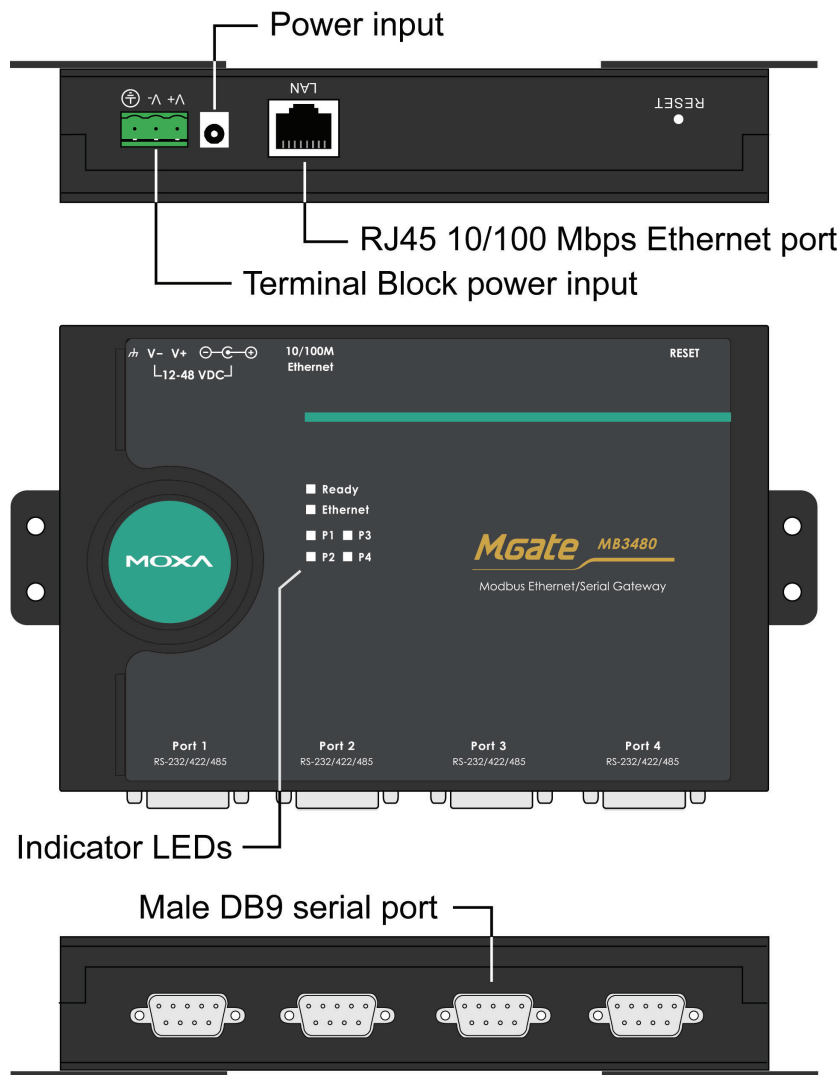 Power input
V- V+
LAN
RESET
RJ45 10/100 Mbps Ethernet port
Terminal Block power input
V- V+
12-48 VDC
10/100M
Ethernet
RESET
Ready
Ethernet
P1 P3
P2 P4
MOXA
MGate MB3480
Modbus Ethernet/Serial Gateway
Port 1
RS-232/422/485
Port 2
RS-232/422/485
Port 3
RS-232/422/485
Port 4
RS-232/422/485
Indicator LEDs
Male DB9 serial port